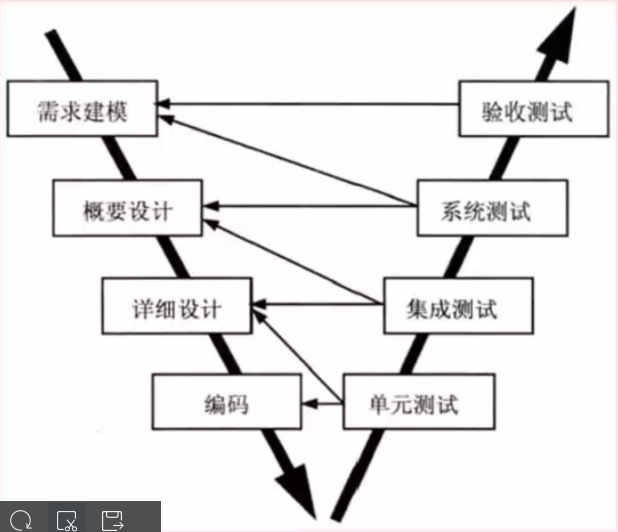 需求建模
验收测试
概要设计
系统测试
详细设计
集成测试
编码
单元测试